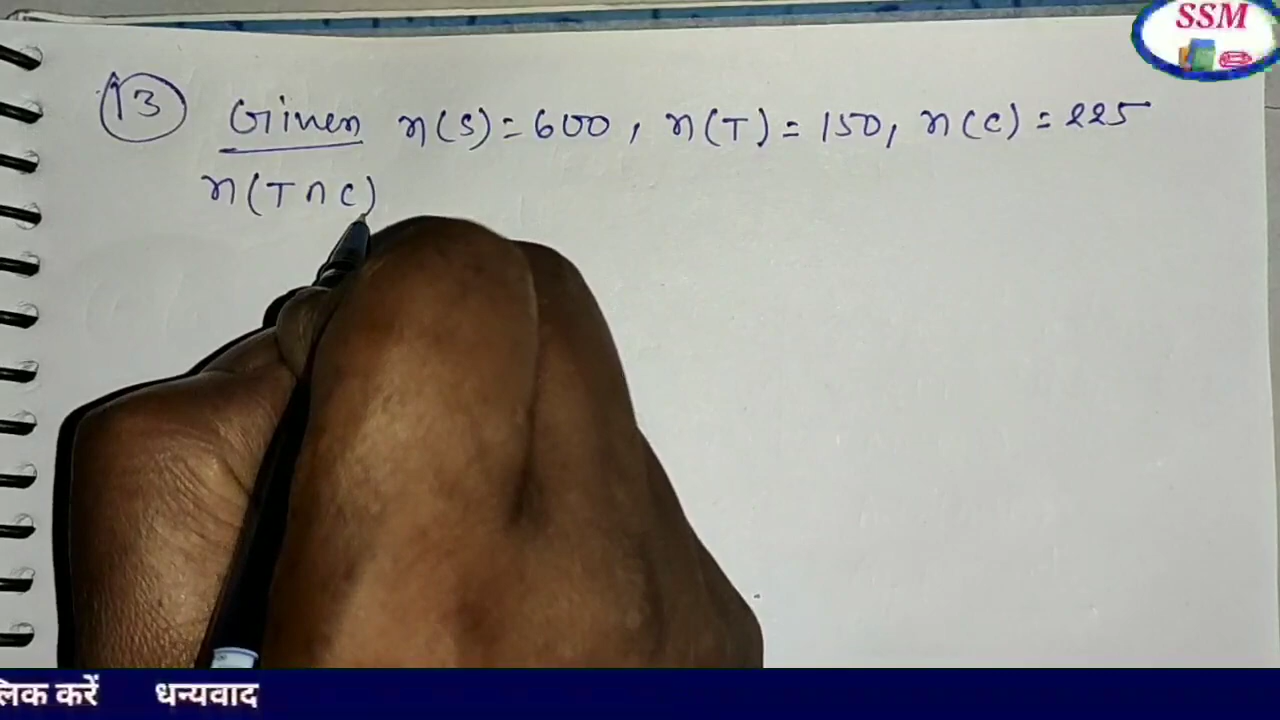 SSM
13 Given n(S) = 600, n(T) = 150, n(C) = 225
n(T ∩ C)
लिक करें धन्यवाद